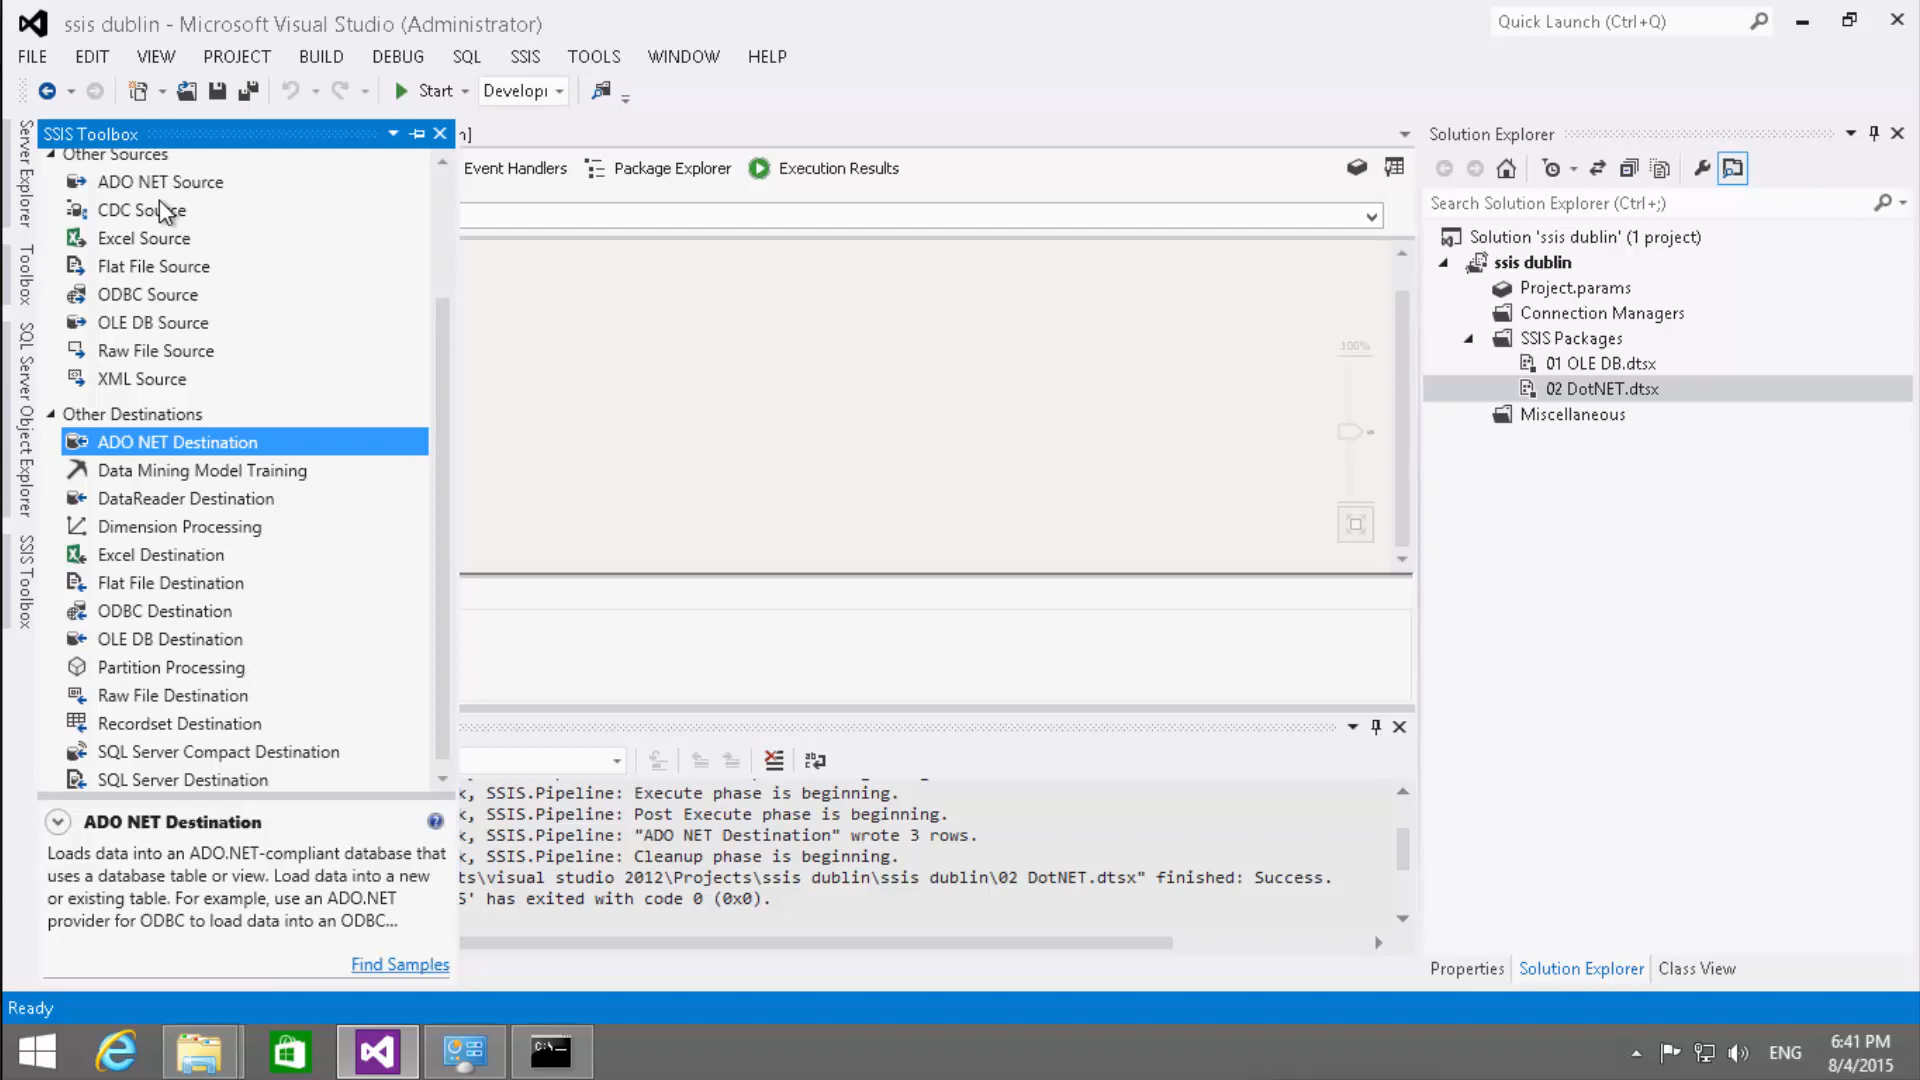 ssis dublin - Microsoft Visual Studio (Administrator)
Quick Launch (Ctrl+Q)
FILE EDIT VIEW PROJECT BUILD DEBUG SQL SSIS TOOLS WINDOW HELP
Start
Developi
Server Explorer
Toolbox
SQL Server Object Explorer
SSIS Toolbox
SSIS Toolbox
Other Sources
ADO NET Source
CDC Source
Excel Source
Flat File Source
ODBC Source
OLE DB Source
Raw File Source
XML Source
Other Destinations
ADO NET Destination
Data Mining Model Training
DataReader Destination
Dimension Processing
Excel Destination
Flat File Destination
ODBC Destination
OLE DB Destination
Partition Processing
Raw File Destination
Recordset Destination
SQL Server Compact Destination
SQL Server Destination
ADO NET Destination
Loads data into an ADO.NET-compliant database that
uses a database table or view. Load data into a new
or existing table. For example, use an ADO.NET
provider for ODBC to load data into an ODBC...
Find Samples
n]
Event Handlers Package Explorer Execution Results
100%
k, SSIS.Pipeline: Execute phase is beginning.
k, SSIS.Pipeline: Post Execute phase is beginning.
k, SSIS.Pipeline: "ADO NET Destination" wrote 3 rows.
k, SSIS.Pipeline: Cleanup phase is beginning.
ts\visual studio 2012\Projects\ssis dublin\ssis dublin\02 DotNET.dtsx" finished: Success.
S' has exited with code 0 (0x0).
Solution Explorer
Search Solution Explorer (Ctrl+;)
Solution 'ssis dublin' (1 project)
ssis dublin
Project.params
Connection Managers
SSIS Packages
01 OLE DB.dtsx
02 DotNET.dtsx
Miscellaneous
Properties Solution Explorer Class View
Ready
C:\_
ENG
6:41 PM
8/4/2015